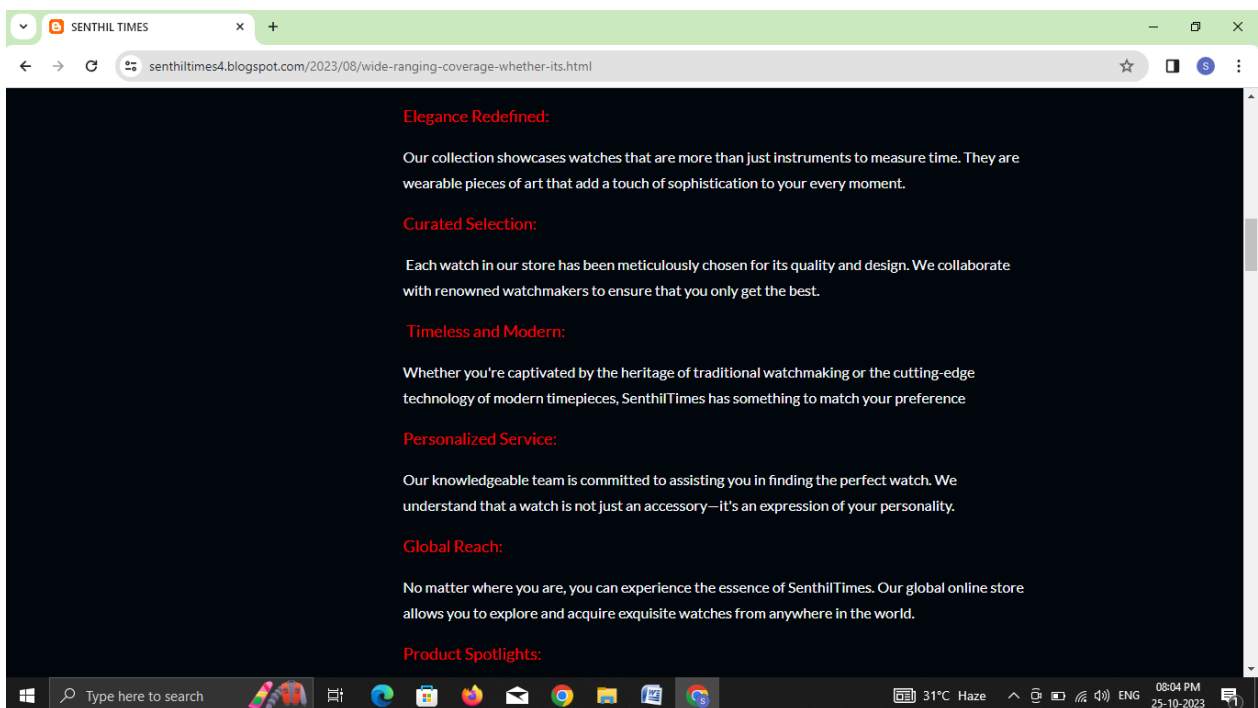 SENTHIL TIMES
senthiltimes4.blogspot.com/2023/08/wide-ranging-coverage-whether-its.html
S
Elegance Redefined:
Our collection showcases watches that are more than just instruments to measure time. They are
wearable pieces of art that add a touch of sophistication to your every moment.
Curated Selection:
Each watch in our store has been meticulously chosen for its quality and design. We collaborate
with renowned watchmakers to ensure that you only get the best.
Timeless and Modern:
Whether you're captivated by the heritage of traditional watchmaking or the cutting-edge
technology of modern timepieces, SenthilTimes has something to match your preference
Personalized Service:
Our knowledgeable team is committed to assisting you in finding the perfect watch. We
understand that a watch is not just an accessory—it's an expression of your personality.
Global Reach:
No matter where you are, you can experience the essence of SenthilTimes. Our global online store
allows you to explore and acquire exquisite watches from anywhere in the world.
Product Spotlights:
Type here to search
31°C Haze
ENG
08:04 PM
25-10-2023